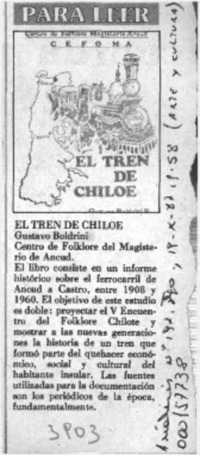 PARA LEER
Centro de Folklore Magisterio Ancud
C E F O M A
EL TREN
DE
CHILOE
Gustavo Boldrini
EL TREN DE CHILOE
Gustavo Boldrini
Centro de Folklore del Magiste-
rio de Ancud.
El libro consiste en un informe
histórico sobre el ferrocarril de
Ancud a Castro, entre 1908 y
1960. El objetivo de este estudio
es doble: proyectar el V Encuen-
tro del Folklore Chilote y
mostrar a las nuevas generacio-
nes la historia de un tren que
formó parte del quehacer econó-
mico, social y cultural del
habitante insular. Las fuentes
utilizadas para la documentación
son los periódicos de la época,
fundamentalmente.
3P03
(ARTE Y CULTURA)